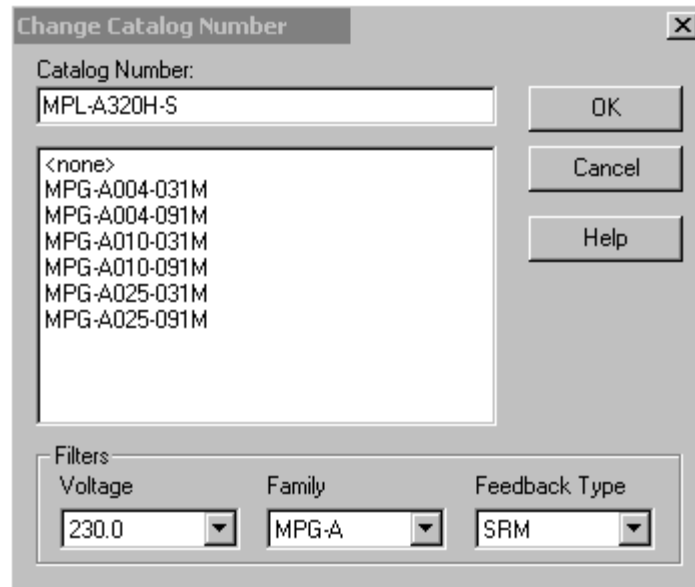 Change Catalog Number
Catalog Number:
MPL-A320H-S
OK
<none>
MPG-A004-031M
MPG-A004-091M
MPG-A010-031M
MPG-A010-091M
MPG-A025-031M
MPG-A025-091M
Cancel
Help
Filters
Voltage Family Feedback Type
230.0 MPG-A SRM